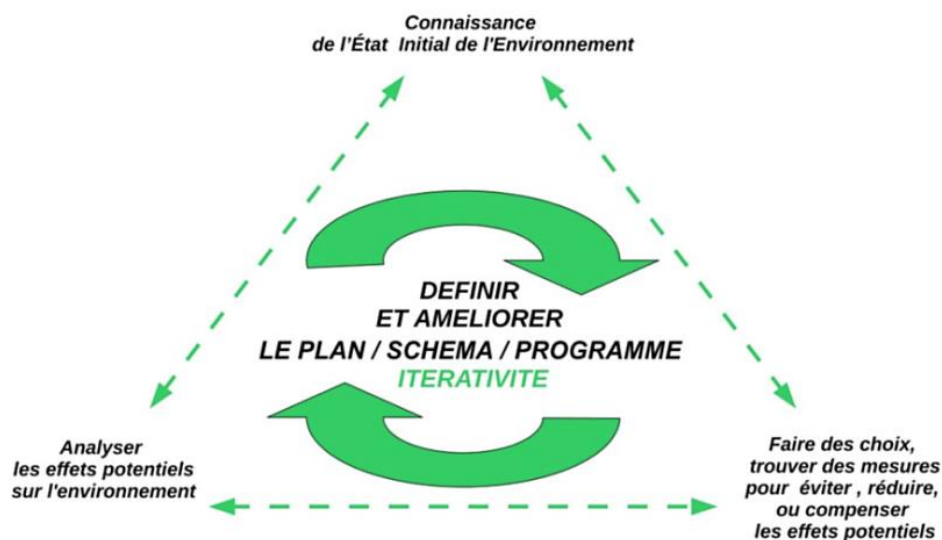 Connaissance
de l'État Initial de l'Environnement
DEFINIR
ET AMELIORER
LE PLAN / SCHEMA / PROGRAMME
ITERATIVITE
Analyser
les effets potentiels
sur l'environnement
Faire des choix,
trouver des mesures
pour éviter , réduire,
ou compenser
les effets potentiels